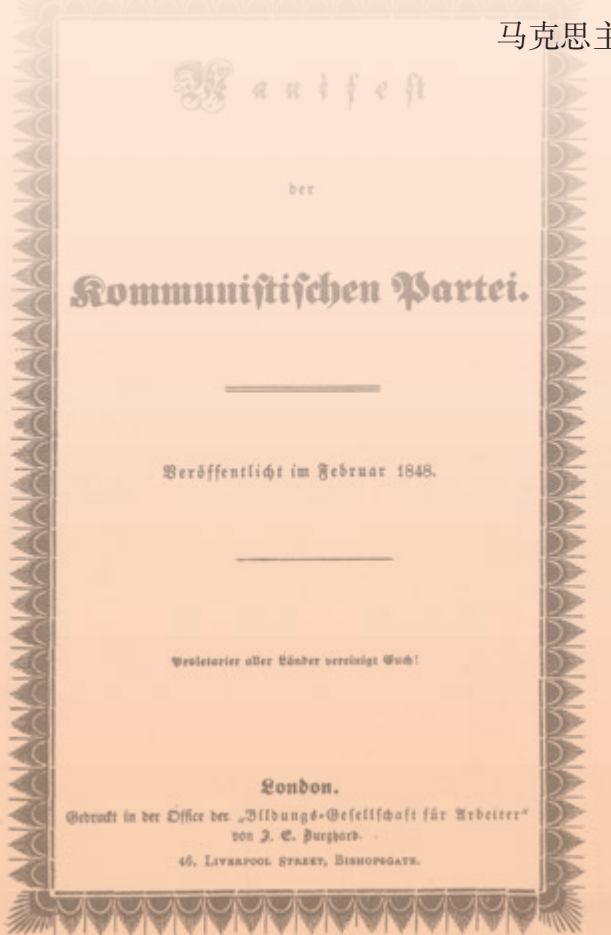 马克思主
Manifest
der
Kommunistischen Partei.
Veröffentlicht im Februar 1848.
Proletarier aller Länder vereinigt Euch!
London.
Gedruckt in der Office der „Bildungs-Gesellschaft für Arbeiter“
von J. E. Burghard.
46, LIVERPOOL STREET, BISHOPSGATE.